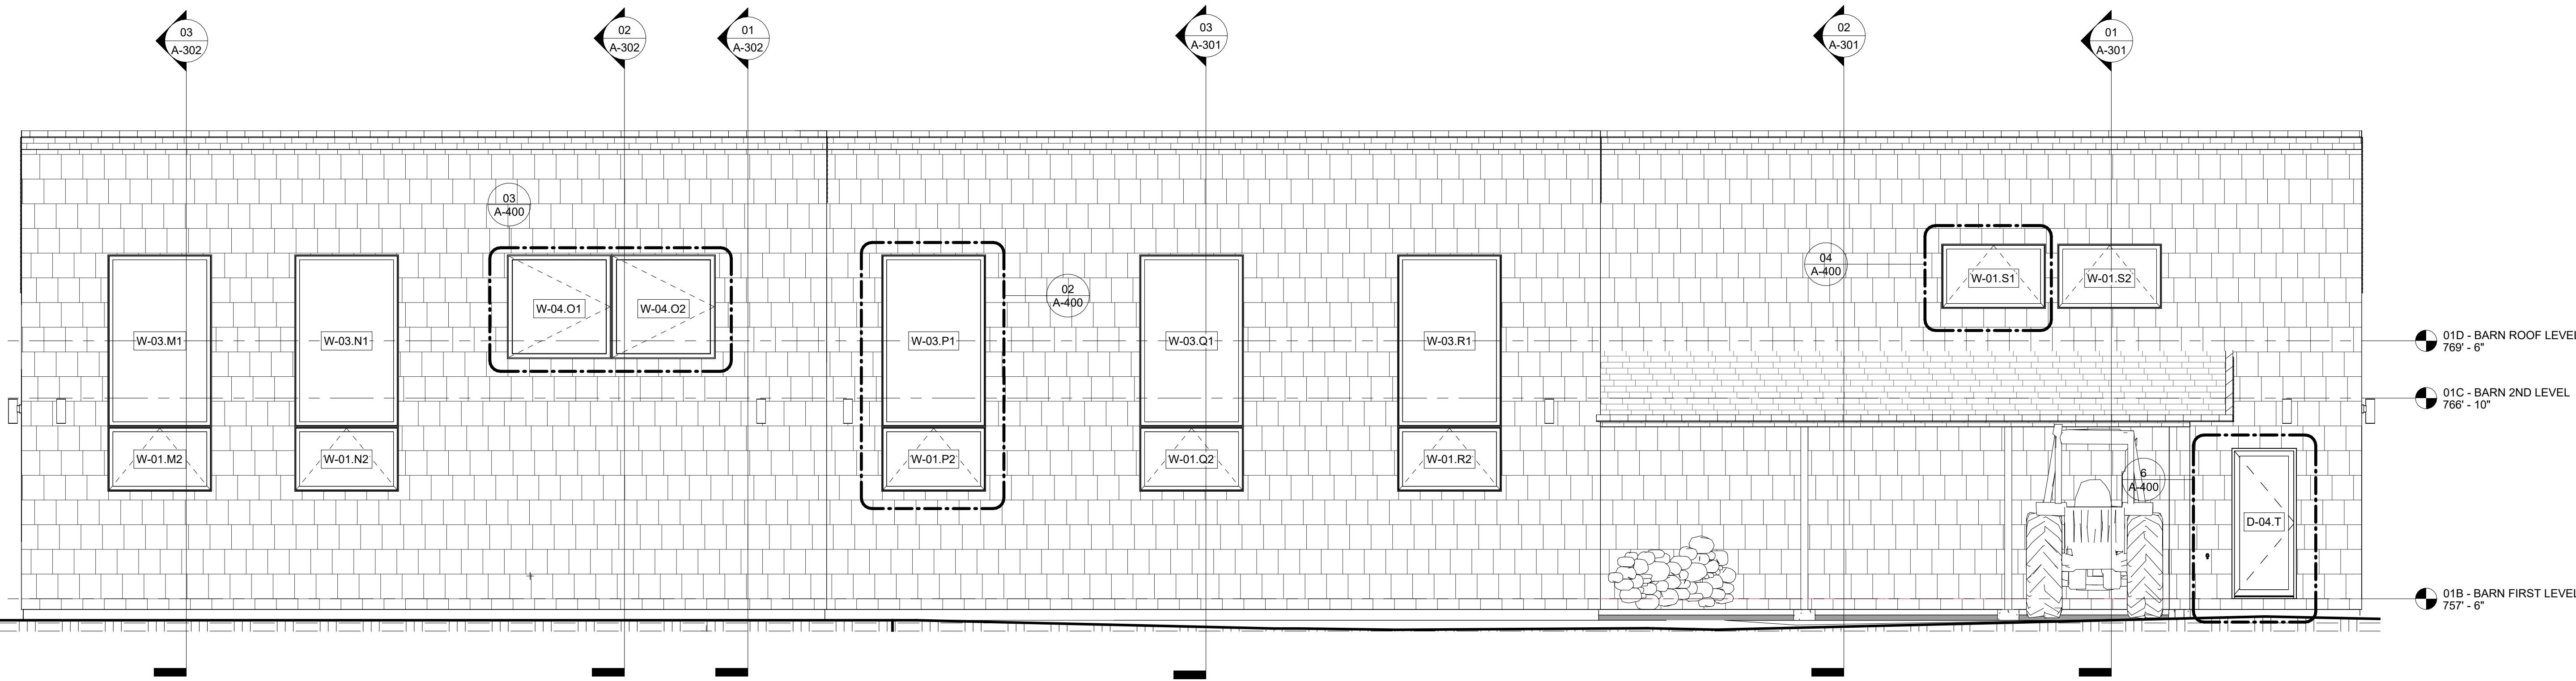 03
A-302
02
A-302
01
A-302
03
A-301
02
A-301
01
A-301
03
A-400
02
A-400
04
A-400
W-01.S1
W-01.S2
W-04.O1
W-04.O2
W-03.M1
W-03.N1
W-03.P1
W-03.Q1
W-03.R1
01D - BARN ROOF LEVEL
769' - 6"
01C - BARN 2ND LEVEL
766' - 10"
W-01.M2
W-01.N2
W-01.P2
W-01.Q2
W-01.R2
6
A-400
D-04.T
01B - BARN FIRST LEVEL
757' - 6"